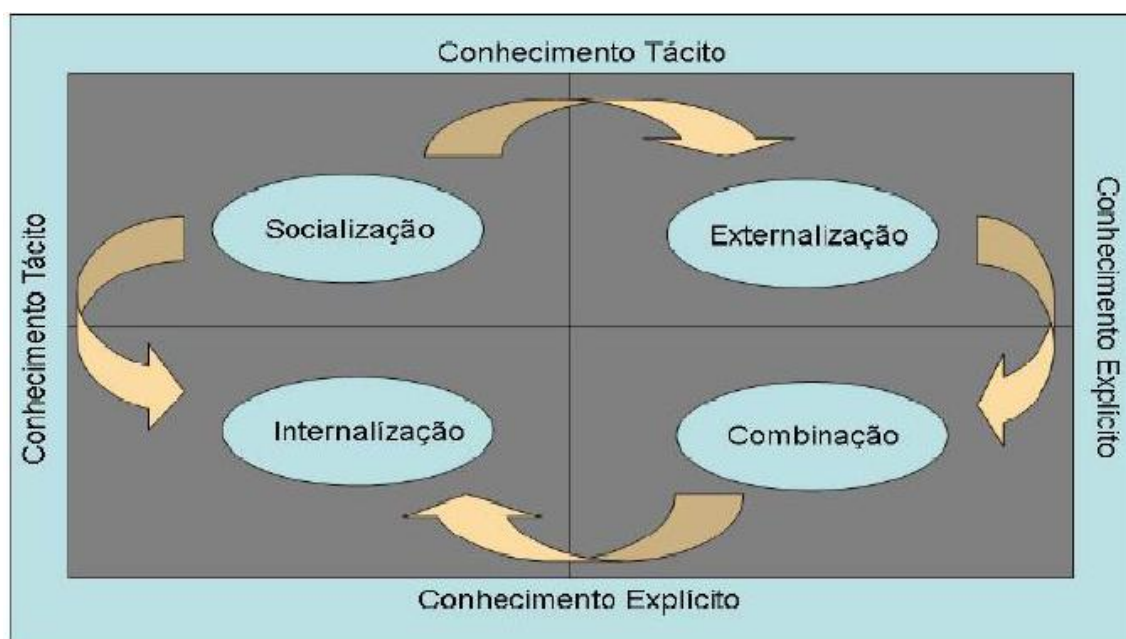 Conhecimento Tácito
Conhecimento Tácito
Socialização
Externalização
Conhecimento Explícito
Internalização
Combinação
Conhecimento Explícito